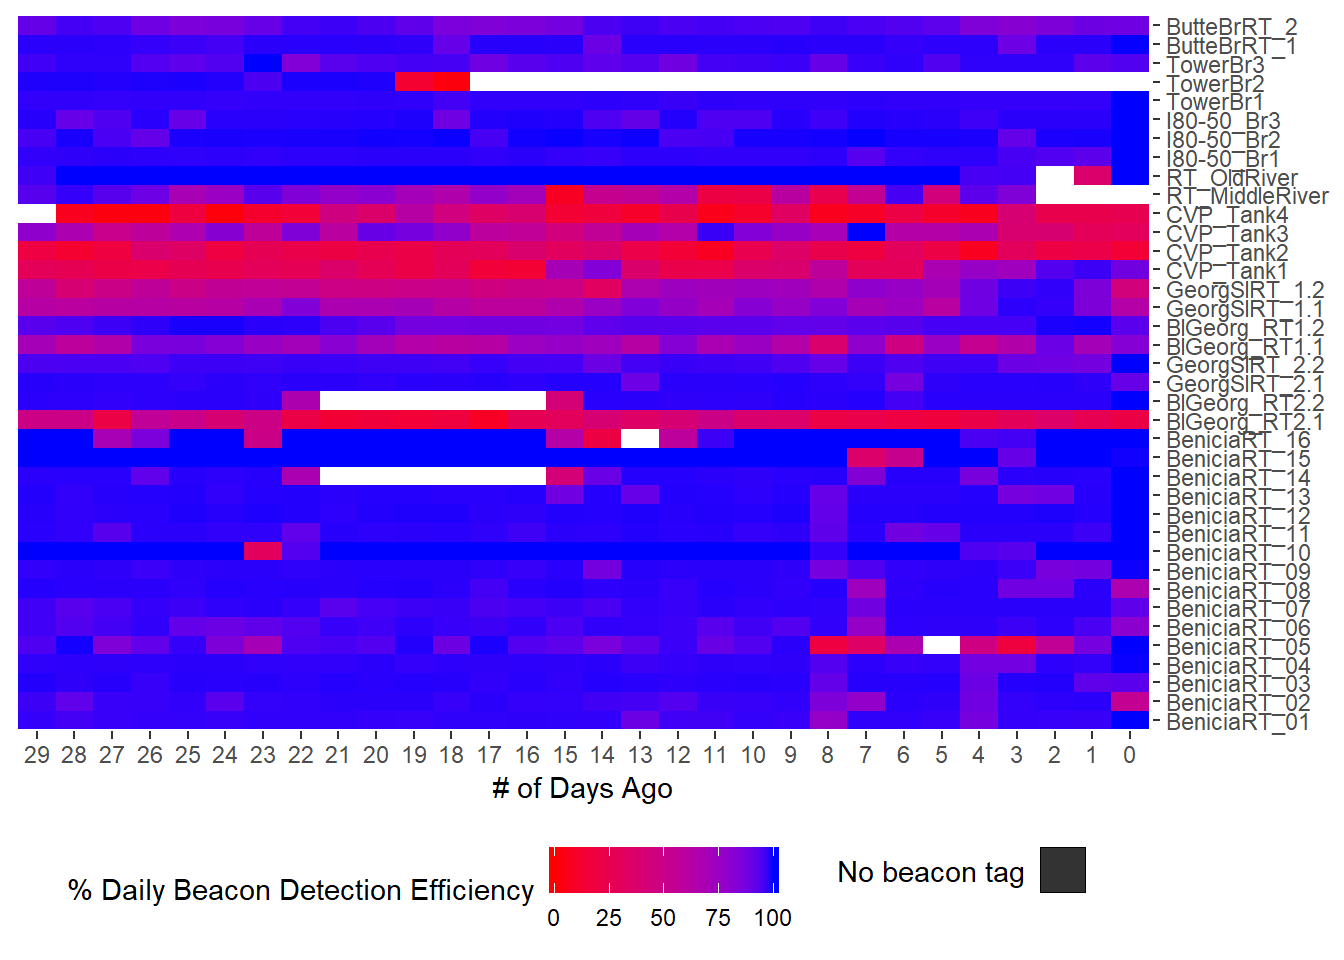 ButteBrRT_2
ButteBrRT_1
TowerBr3
TowerBr2
TowerBr1
I80-50_Br3
I80-50_Br2
I80-50_Br1
RT_OldRiver
RT_MiddleRiver
CVP_Tank4
CVP_Tank3
CVP_Tank2
CVP_Tank1
GeorgSlRT_1.2
GeorgSlRT_1.1
BlGeorg_RT1.2
BlGeorg_RT1.1
GeorgSlRT_2.2
GeorgSlRT_2.1
BlGeorg_RT2.2
BlGeorg_RT2.1
BeniciaRT_16
BeniciaRT_15
BeniciaRT_14
BeniciaRT_13
BeniciaRT_12
BeniciaRT_11
BeniciaRT_10
BeniciaRT_09
BeniciaRT_08
BeniciaRT_07
BeniciaRT_06
BeniciaRT_05
BeniciaRT_04
BeniciaRT_03
BeniciaRT_02
BeniciaRT_01
29 28 27 26 25 24 23 22 21 20 19 18 17 16 15 14 13 12 11 10 9 8 7 6 5 4 3 2 1 0
# of Days Ago
% Daily Beacon Detection Efficiency
0 25 50 75 100
No beacon tag